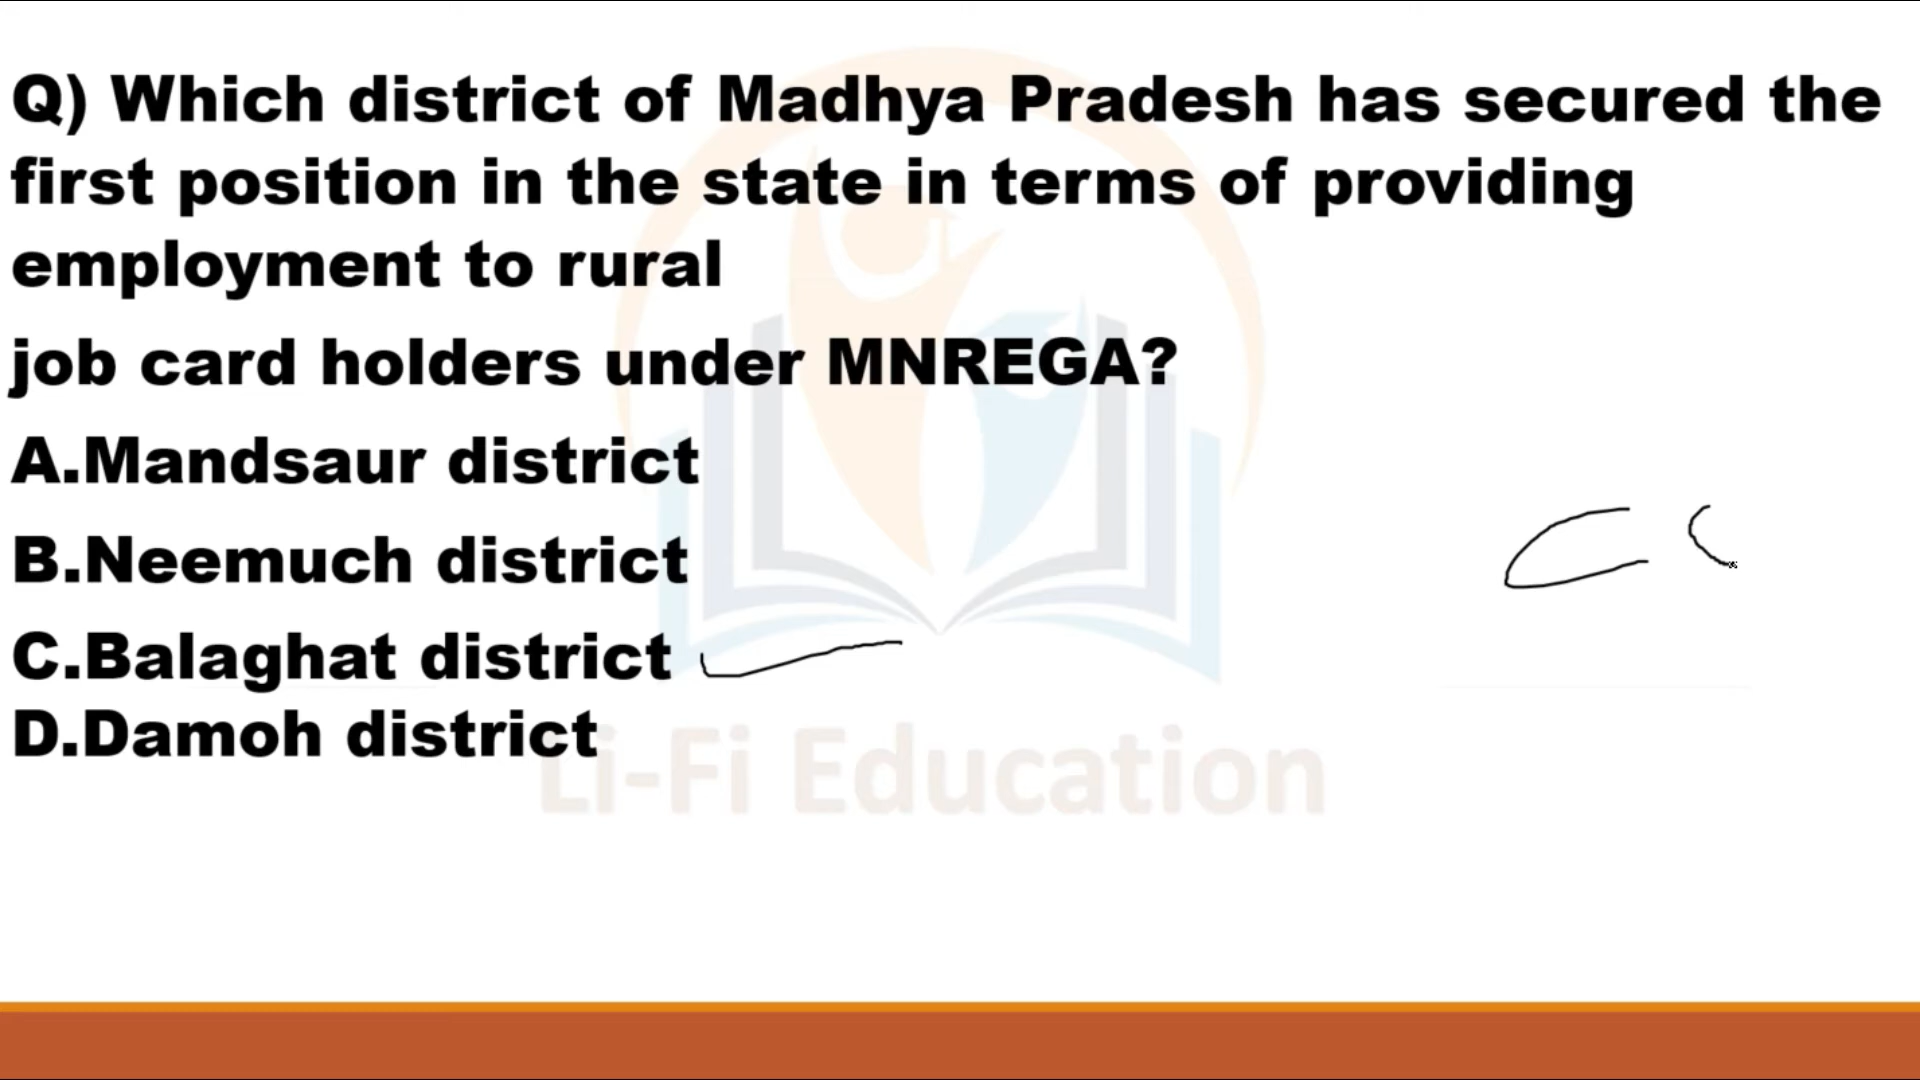 Q) Which district of Madhya Pradesh has secured the
first position in the state in terms of providing
employment to rural
job card holders under MNREGA?
A.Mandsaur district
B.Neemuch district
C.Balaghat district
D.Damoh district
Li-Fi Education